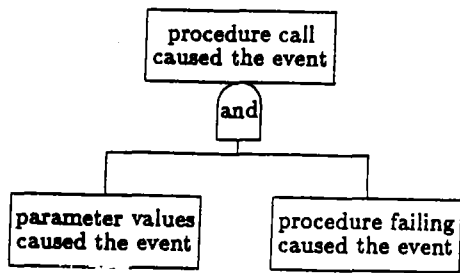 procedure call
caused the event
and
parameter values
caused the event
procedure failing
caused the event